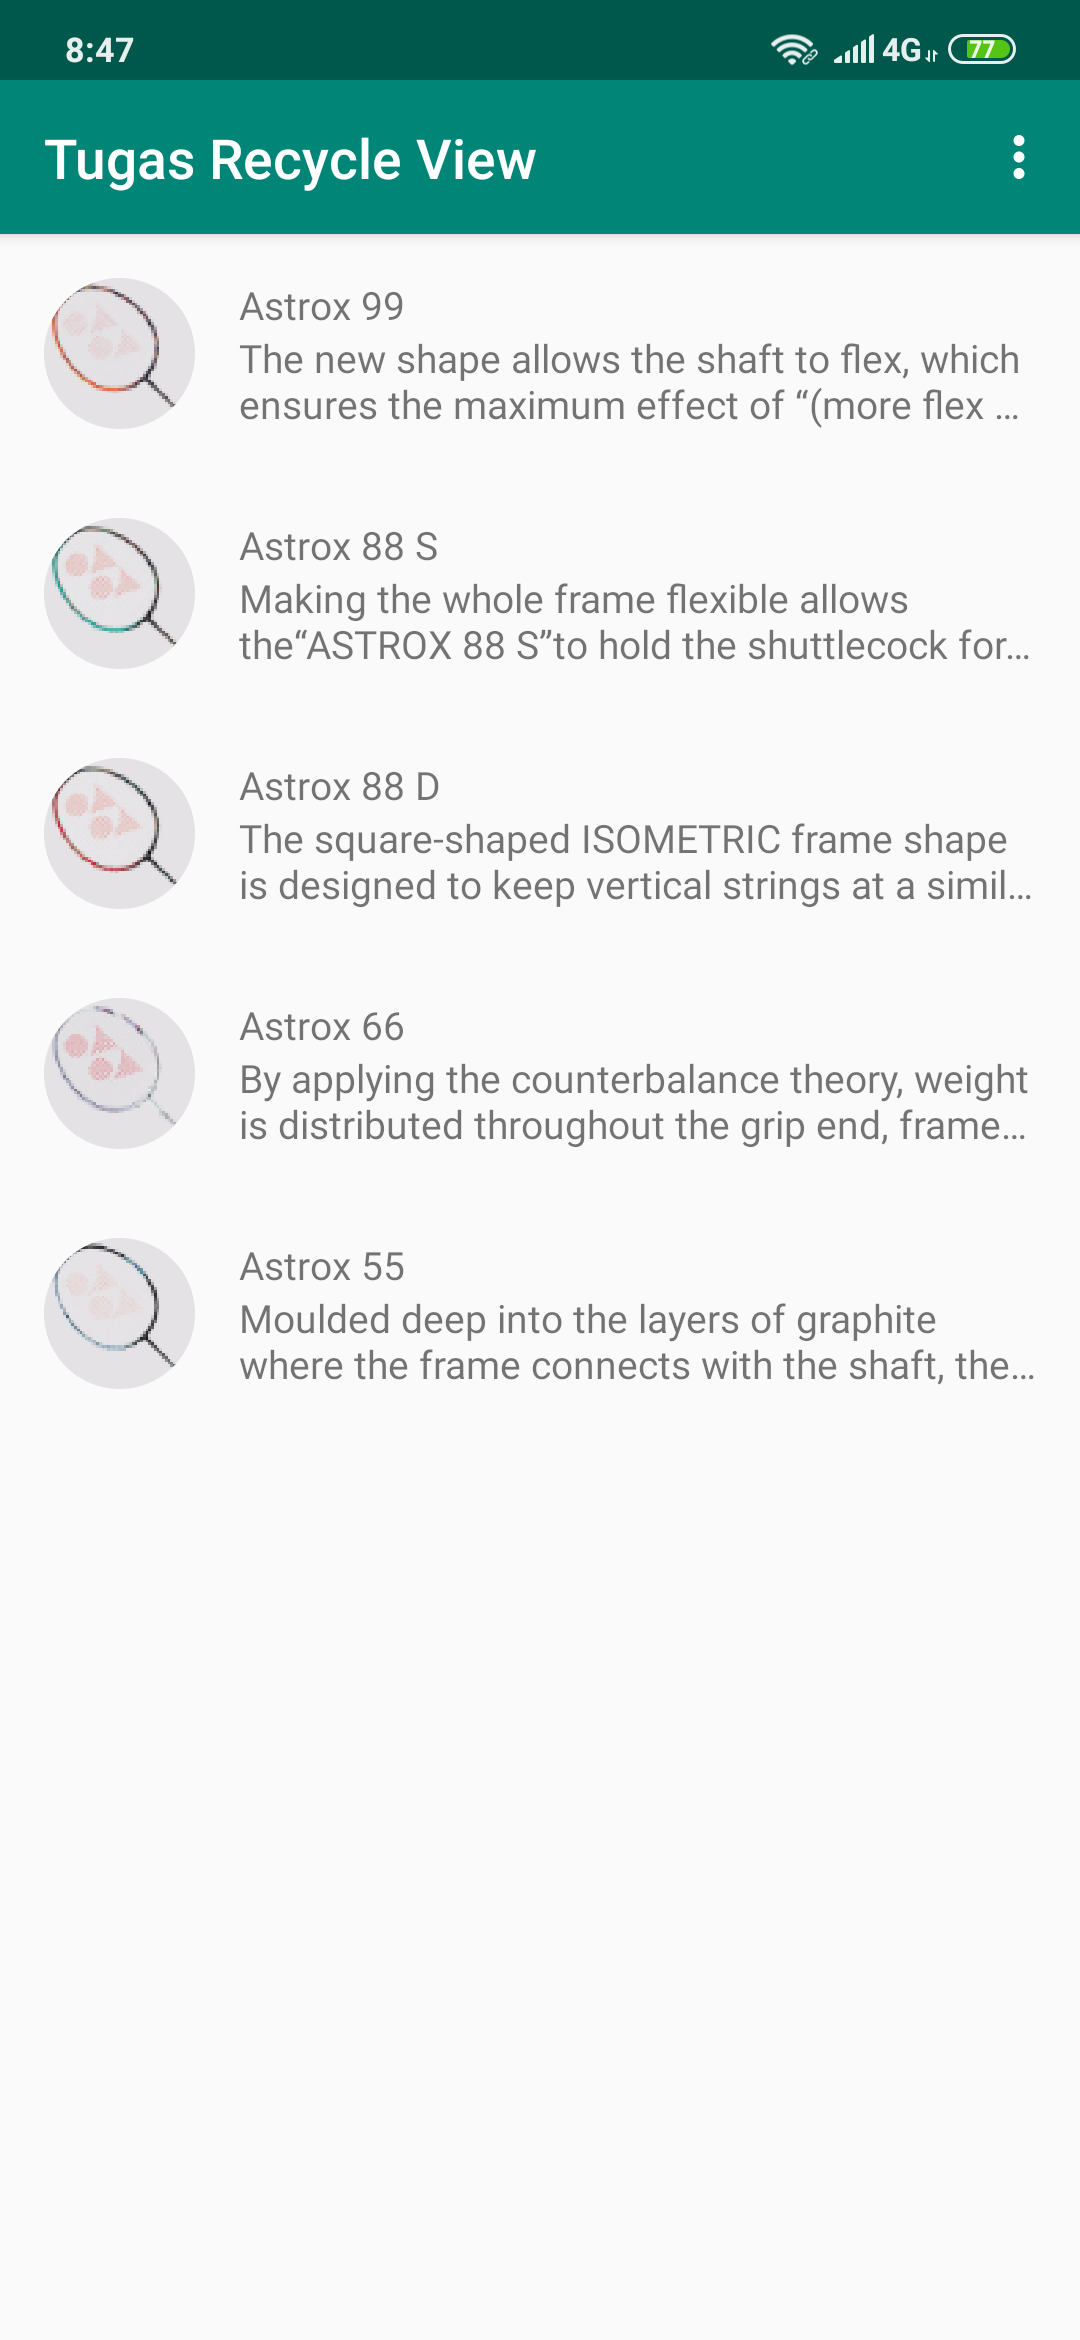 8:47
4G
77
Tugas Recycle View
Astrox 99
The new shape allows the shaft to flex, which
ensures the maximum effect of “(more flex ...
Astrox 88 S
Making the whole frame flexible allows
the“ASTROX 88 S”to hold the shuttlecock for...
Astrox 88 D
The square-shaped ISOMETRIC frame shape
is designed to keep vertical strings at a simil...
Astrox 66
By applying the counterbalance theory, weight
is distributed throughout the grip end, frame...
Astrox 55
Moulded deep into the layers of graphite
where the frame connects with the shaft, the...